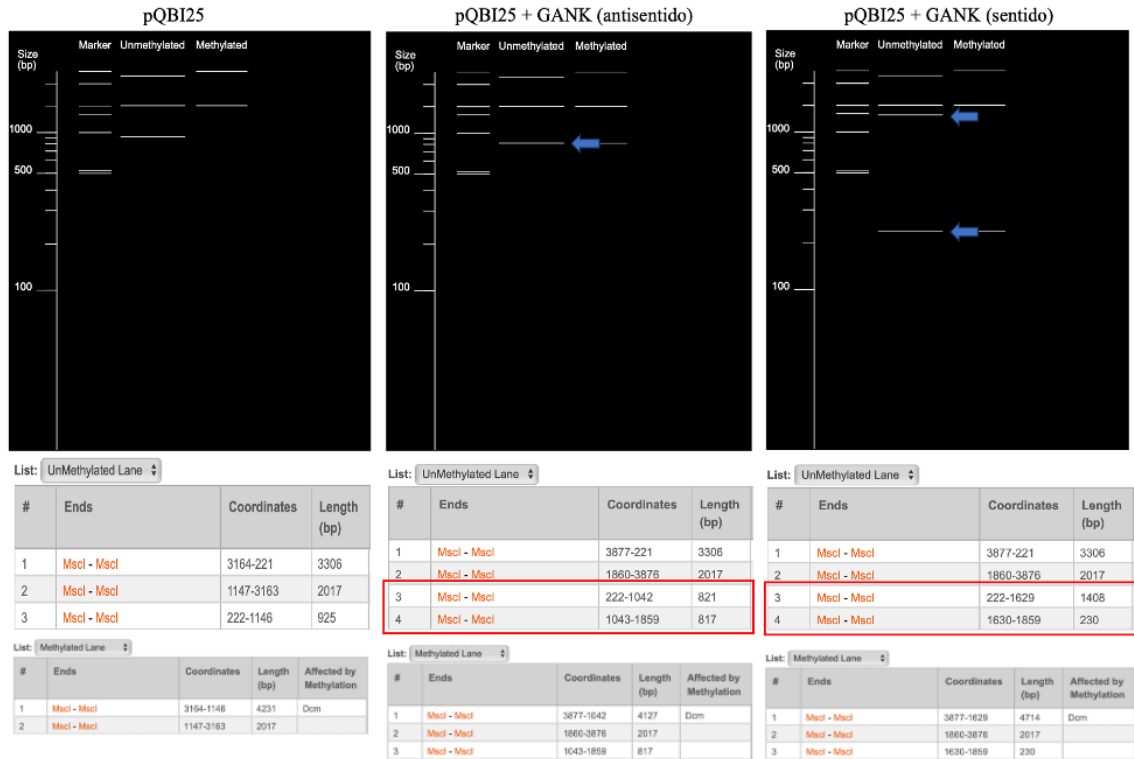 pQBI25
Size
(bp)
Marker Unmethylated Methylated
1000
500
100
List: UnMethylated Lane
# Ends Coordinates Length
(bp)
1 MscI - MscI 3164-221 3306
2 MscI - MscI 1147-3163 2017
3 MscI - MscI 222-1146 925
List: Methylated Lane
# Ends Coordinates Length
(bp) Affected by
Methylation
1 MscI - MscI 3164-1146 4231 Dcm
2 MscI - MscI 1147-3163 2017
pQBI25 + GANK (antisentido)
Size
(bp)
Marker Unmethylated Methylated
1000
500
100
List: UnMethylated Lane
# Ends Coordinates Length
(bp)
1 MscI - MscI 3877-221 3306
2 MscI - MscI 1860-3876 2017
3 MscI - MscI 222-1042 821
4 MscI - MscI 1043-1859 817
List: Methylated Lane
# Ends Coordinates Length
(bp) Affected by
Methylation
1 MscI - MscI 3877-1042 4127 Dcm
2 MscI - MscI 1860-3876 2017
3 MscI - MscI 1043-1859 817
pQBI25 + GANK (sentido)
Size
(bp)
Marker Unmethylated Methylated
1000
500
100
List: UnMethylated Lane
# Ends Coordinates Length
(bp)
1 MscI - MscI 3877-221 3306
2 MscI - MscI 1860-3876 2017
3 MscI - MscI 222-1629 1408
4 MscI - MscI 1630-1859 230
List: Methylated Lane
# Ends Coordinates Length
(bp) Affected by
Methylation
1 MscI - MscI 3877-1629 4714 Dcm
2 MscI - MscI 1860-3876 2017
3 MscI - MscI 1630-1859 230